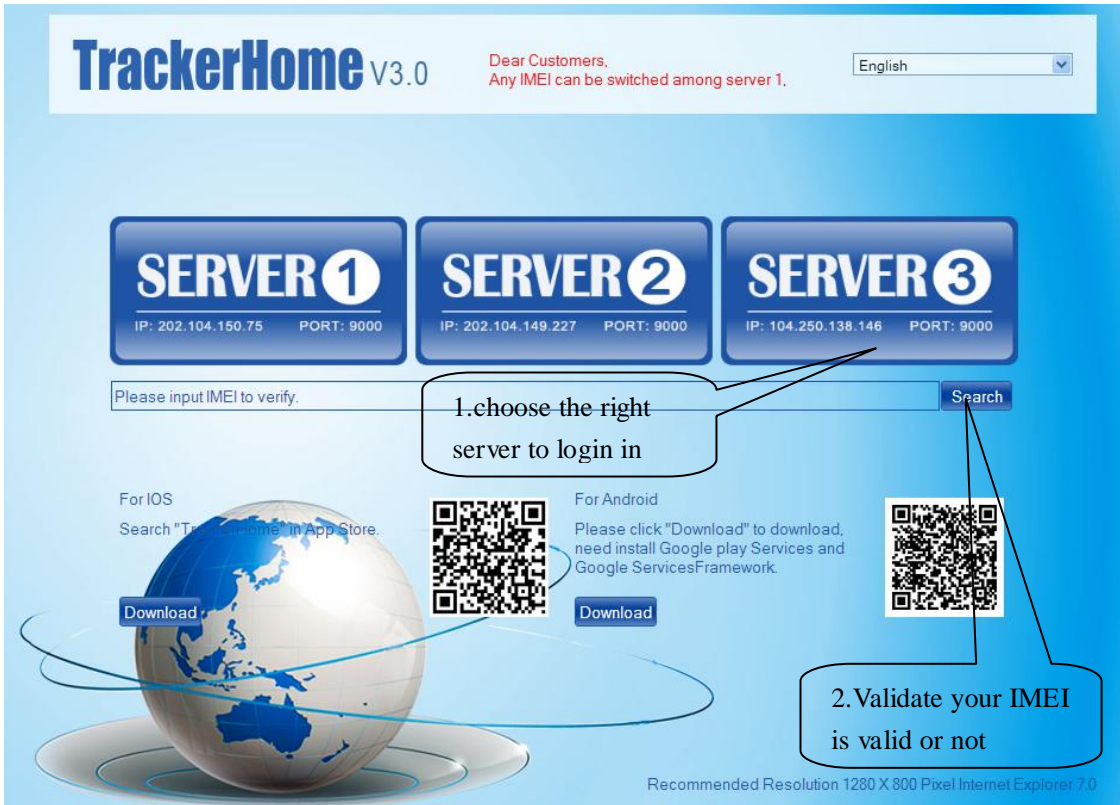 TrackerHome V3.0
Dear Customers,
Any IMEI can be switched among server 1,
English
SERVER 1
IP: 202.104.150.75 PORT: 9000
SERVER 2
IP: 202.104.149.227 PORT: 9000
SERVER 3
IP: 104.250.138.146 PORT: 9000
Please input IMEI to verify.
Search
1.choose the right
server to login in
For IOS
Search "TrackerHome" in App Store.
Download
For Android
Please click "Download" to download,
need install Google play Services and
Google ServicesFramework.
Download
2.Validate your IMEI
is valid or not
Recommended Resolution 1280 X 800 Pixel Internet Explorer 7.0